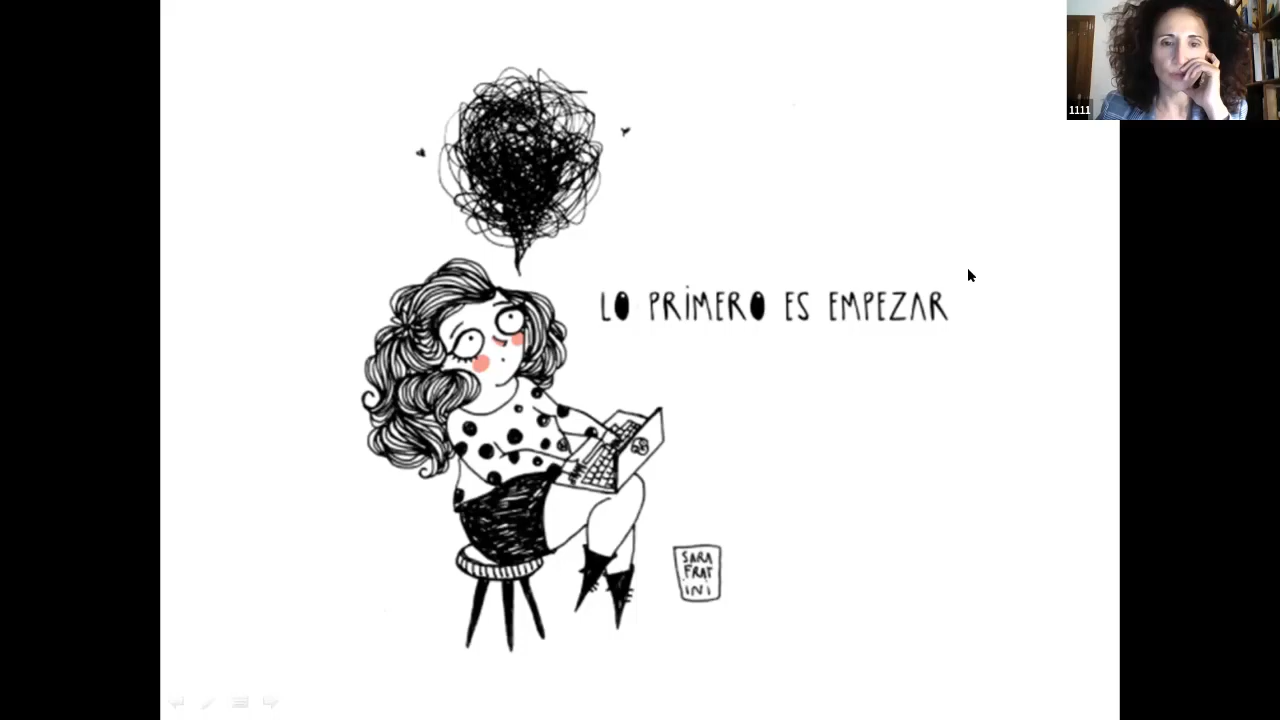 1111
LO PRIMERO ES EMPEZAR
SARA
FRAT
INI